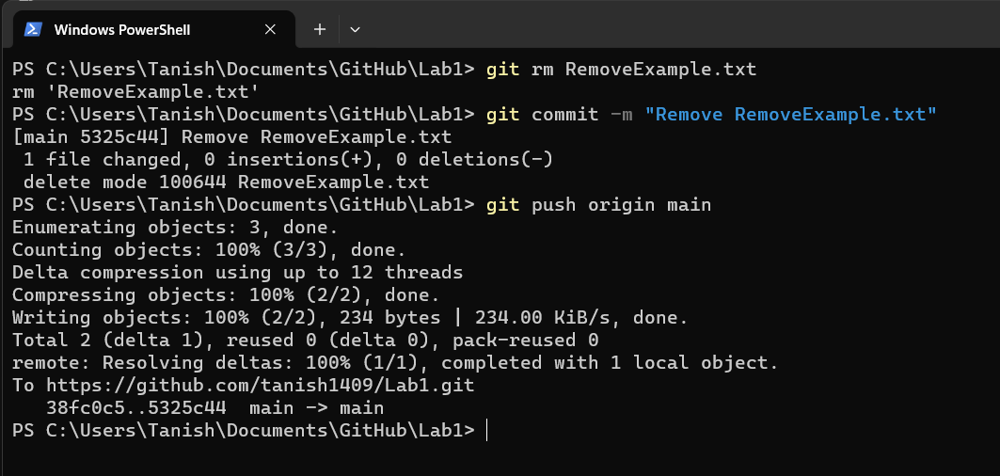 Windows PowerShell
PS C:\Users\Tanish\Documents\GitHub\Lab1> git rm RemoveExample.txt
rm 'RemoveExample.txt'
PS C:\Users\Tanish\Documents\GitHub\Lab1> git commit -m "Remove RemoveExample.txt"
[main 5325c44] Remove RemoveExample.txt
 1 file changed, 0 insertions(+), 0 deletions(-)
 delete mode 100644 RemoveExample.txt
PS C:\Users\Tanish\Documents\GitHub\Lab1> git push origin main
Enumerating objects: 3, done.
Counting objects: 100% (3/3), done.
Delta compression using up to 12 threads
Compressing objects: 100% (2/2), done.
Writing objects: 100% (2/2), 234 bytes | 234.00 KiB/s, done.
Total 2 (delta 1), reused 0 (delta 0), pack-reused 0
remote: Resolving deltas: 100% (1/1), completed with 1 local object.
To https://github.com/tanish1409/Lab1.git
   38fc0c5..5325c44  main -> main
PS C:\Users\Tanish\Documents\GitHub\Lab1>